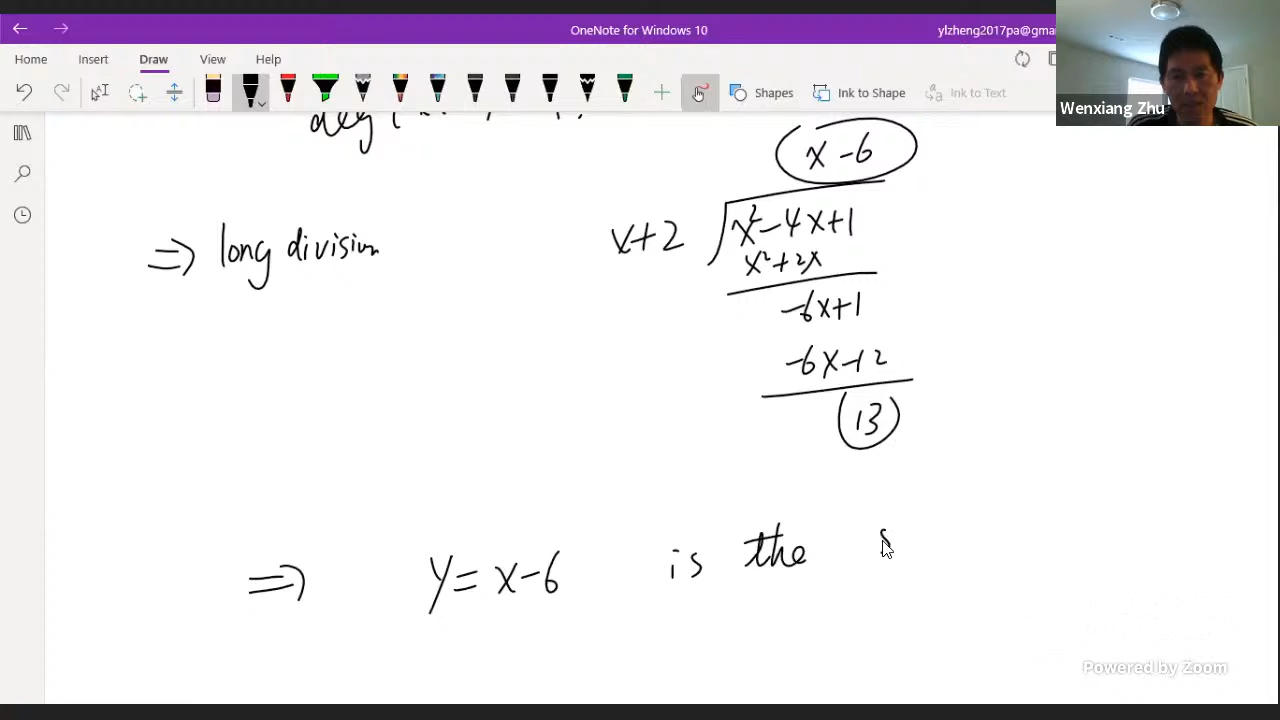 OneNote for Windows 10
ylzheng2017pa@gma
Home Insert Draw View Help
Shapes Ink to Shape Ink to Text
Wenxiang Zhu
x-6
⇒ long division
x+2 x²-4x+1
x²+2x
-6x+1
-6x-12
13
⇒ y=x-6 is the s
Powered by Zoom